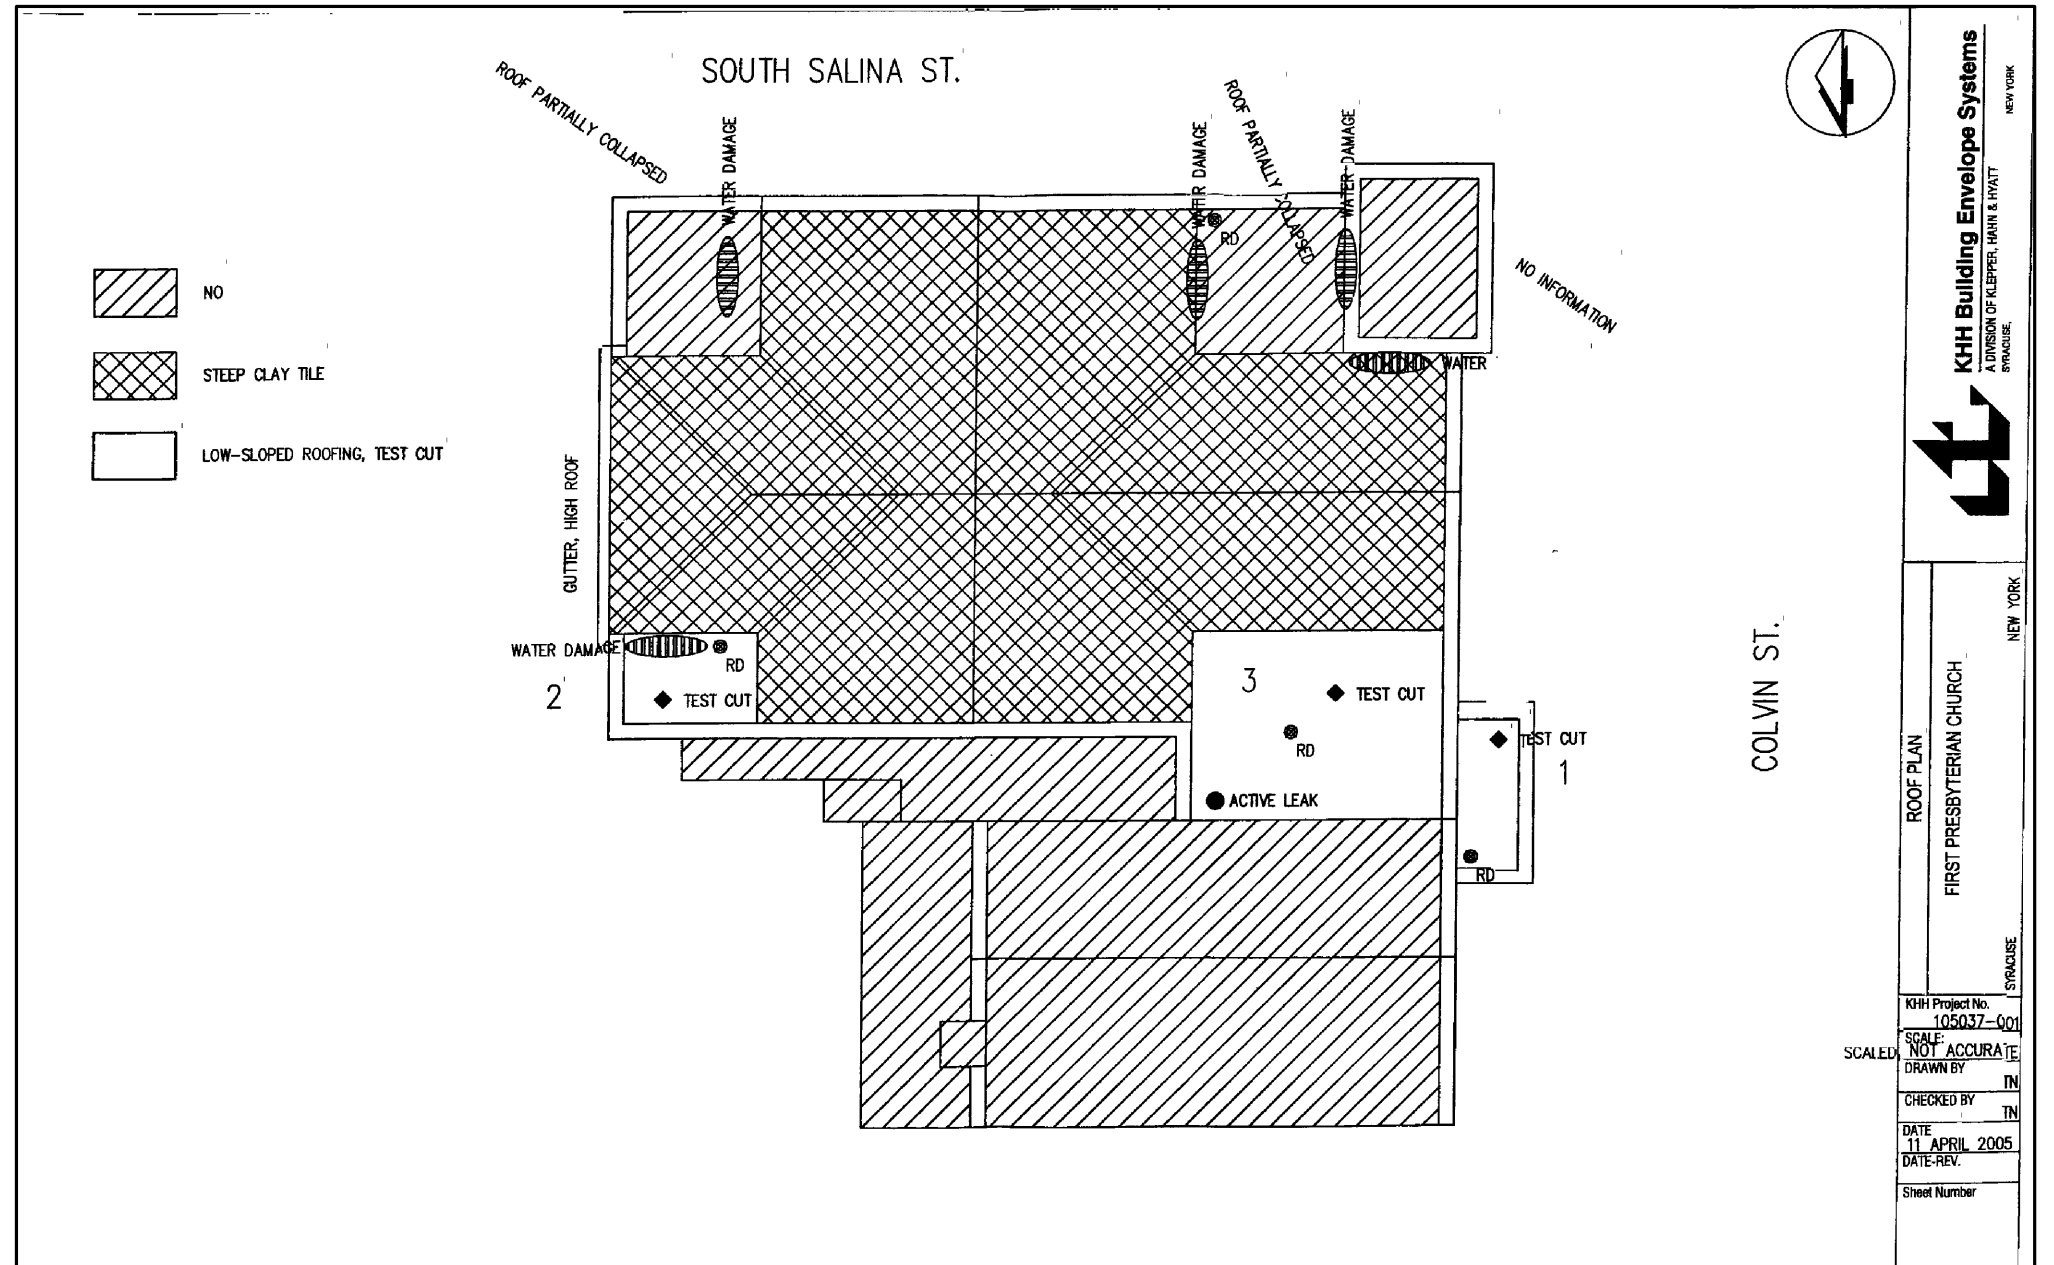 SOUTH SALINA ST.
ROOF PARTIALLY COLLAPSED
WATER DAMAGE
WATER DAMAGE
ROOF PARTIALLY COLLAPSED
WATER DAMAGE
RD
NO INFORMATION
WATER
NO
STEEP CLAY TILE
LOW-SLOPED ROOFING, TEST CUT
GUTTER, HIGH ROOF
WATER DAMAGE
RD
2
TEST CUT
3
TEST CUT
RD
ACTIVE LEAK
TEST CUT
1
RD
COLVIN ST.
KHH Building Envelope Systems
A DIVISION OF KLEPPER, HAHN & HYATT
SYRACUSE,
NEW YORK
ROOF PLAN
FIRST PRESBYTERIAN CHURCH
SYRACUSE
NEW YORK
KHH Project No.
105037-001
SCALE:
SCALED NOT ACCURATE
DRAWN BY
TN
CHECKED BY
TN
DATE
11 APRIL 2005
DATE-REV.
Sheet Number